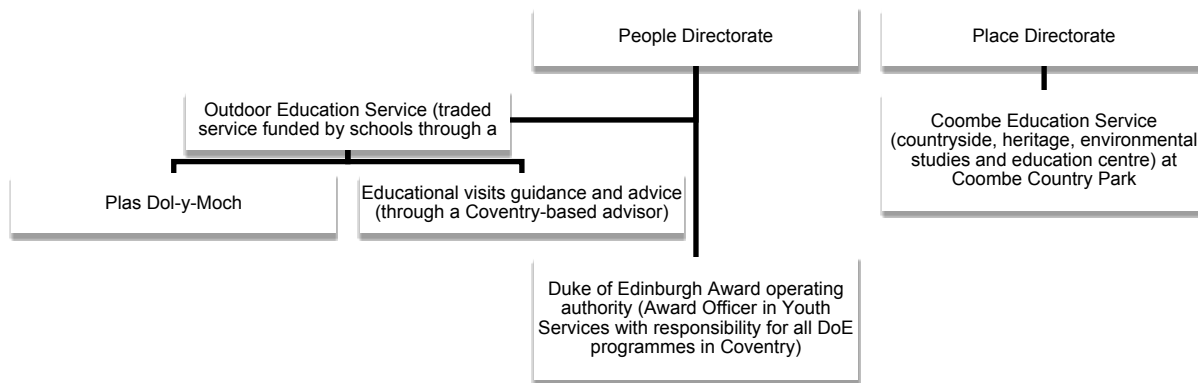 People Directorate
Place Directorate
Outdoor Education Service (traded
service funded by schools through a
Coombe Education Service
(countryside, heritage, environmental
studies and education centre) at
Coombe Country Park
Plas Dol-y-Moch
Educational visits guidance and advice
(through a Coventry-based advisor)
Duke of Edinburgh Award operating
authority (Award Officer in Youth
Services with responsibility for all DoE
programmes in Coventry)